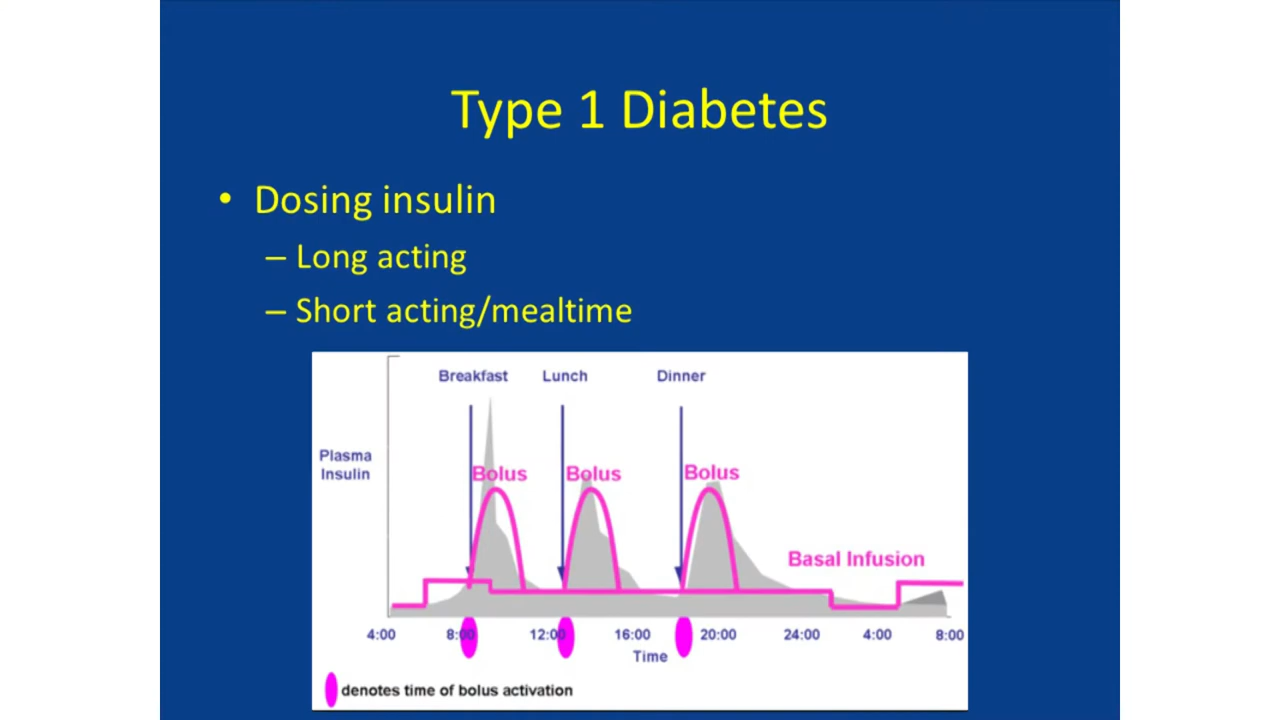 Type 1 Diabetes
• Dosing insulin
– Long acting
– Short acting/mealtime
Breakfast Lunch Dinner
Plasma
Insulin
Bolus Bolus Bolus
Basal Infusion
4:00 8:00 12:00 16:00 20:00 24:00 4:00 8:00
Time
denotes time of bolus activation